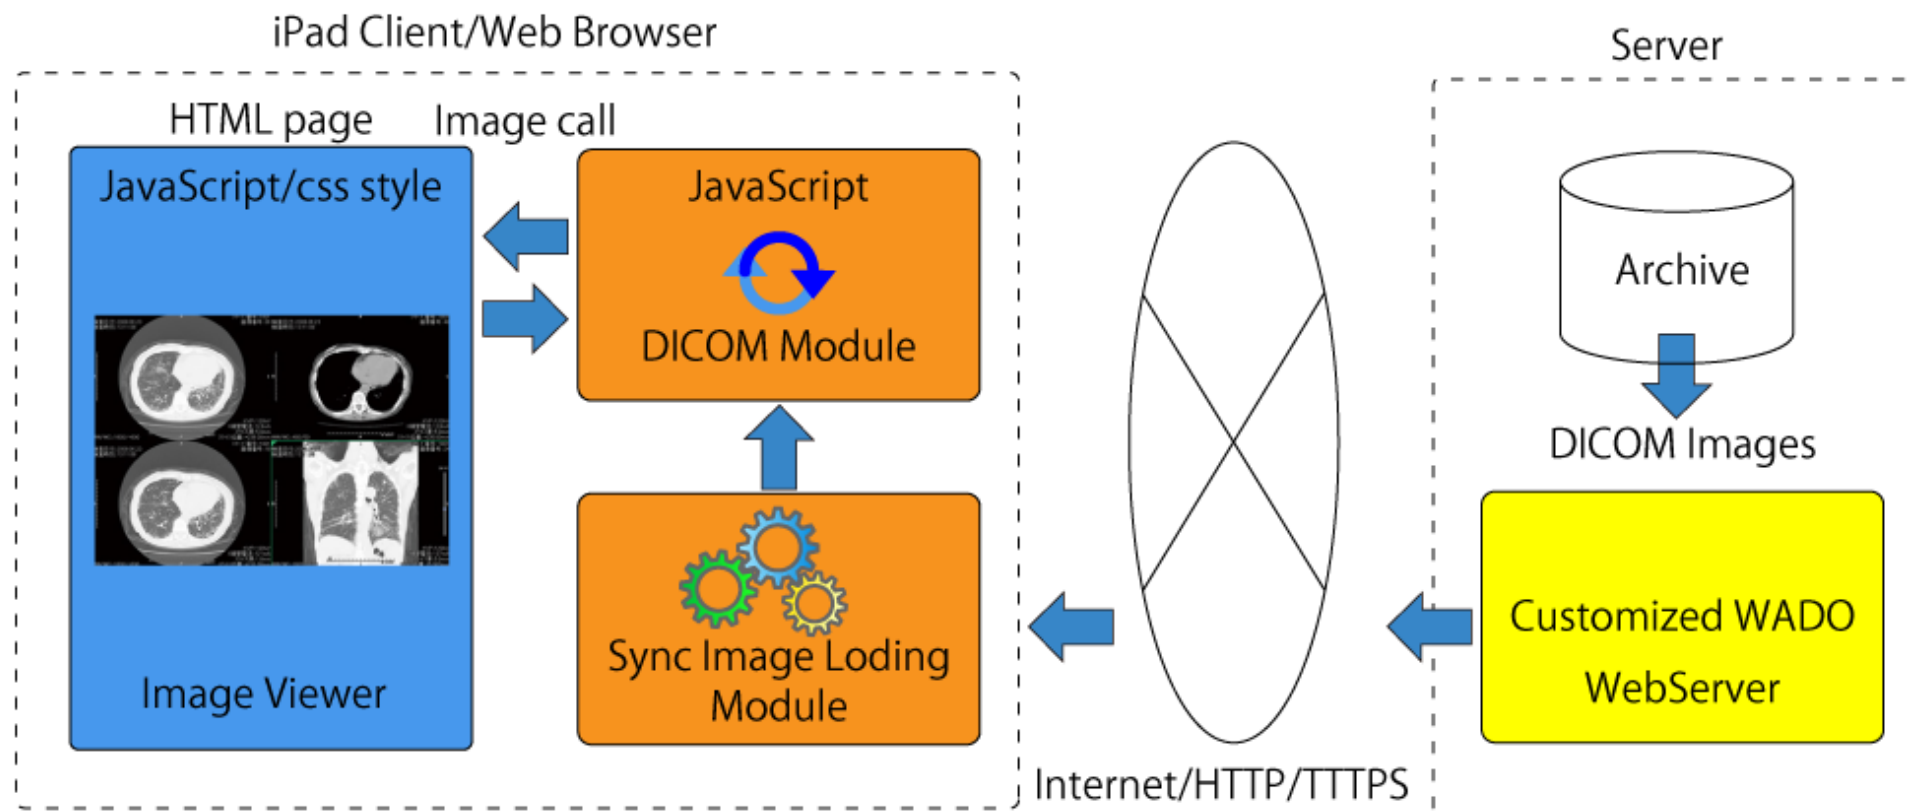 iPad Client/Web Browser
Server
HTML page
Image call
JavaScript/css style
Image Viewer
JavaScript
DICOM Module
Sync Image Loding
Module
Internet/HTTP/TTTPS
Archive
DICOM Images
Customized WADO
WebServer